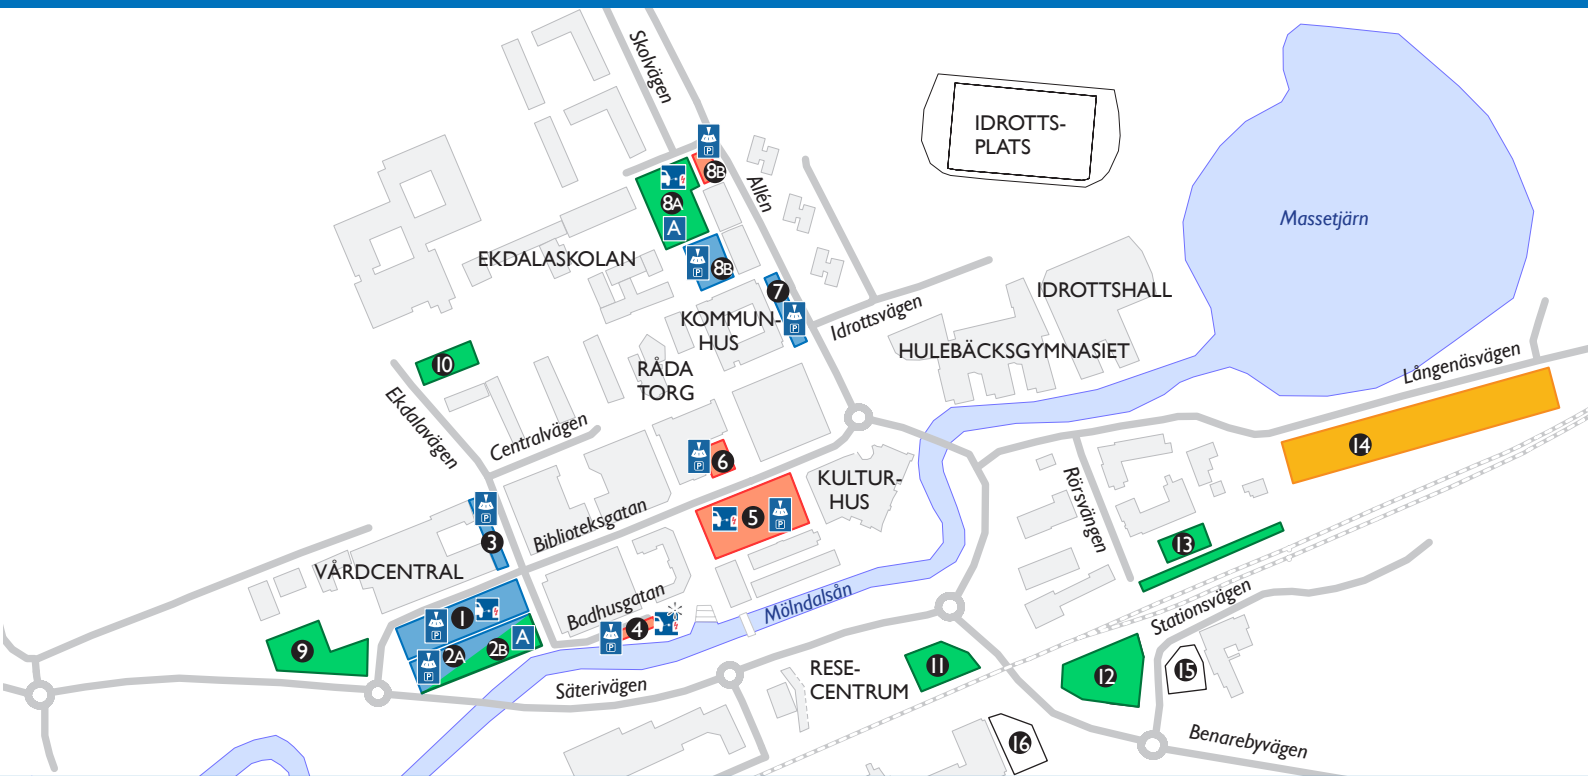 Skolvägen
IDROTTS-
PLATS
P
8B
8A
A
Allén
Massetjärn
EKDALASKOLAN
P
8B
7
P
KOMMUN-
HUS
Idrottsvägen
IDROTTSHALL
HULEBÄCKSGYMNASIET
Långenäsvägen
10
RÅDA
TORG
Ekdalavägen
Centralvägen
14
P
6
Rörsvängen
KULTUR-
HUS
5
P
P
3
Biblioteksgatan
13
VÅRDCENTRAL
Badhusgatan
Mölndalsån
Stationsvägen
1
P
A
4
P
9
2A
2B
P
Säterivägen
RESE-
CENTRUM
11
12
15
16
Benarebyvägen